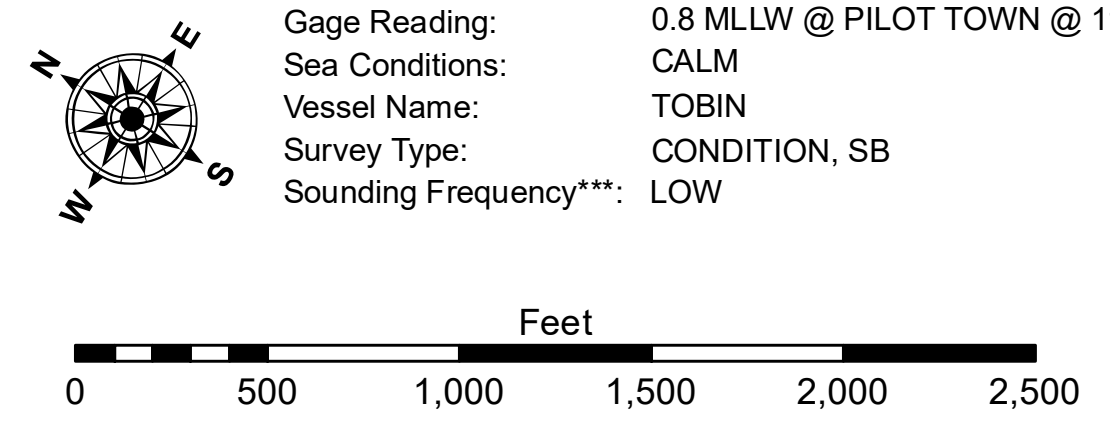 N
E
S
W
Gage Reading: 0.8 MLLW @ PILOT TOWN @ 1
Sea Conditions: CALM
Vessel Name: TOBIN
Survey Type: CONDITION, SB
Sounding Frequency***: LOW
Feet
0 500 1,000 1,500 2,000 2,500